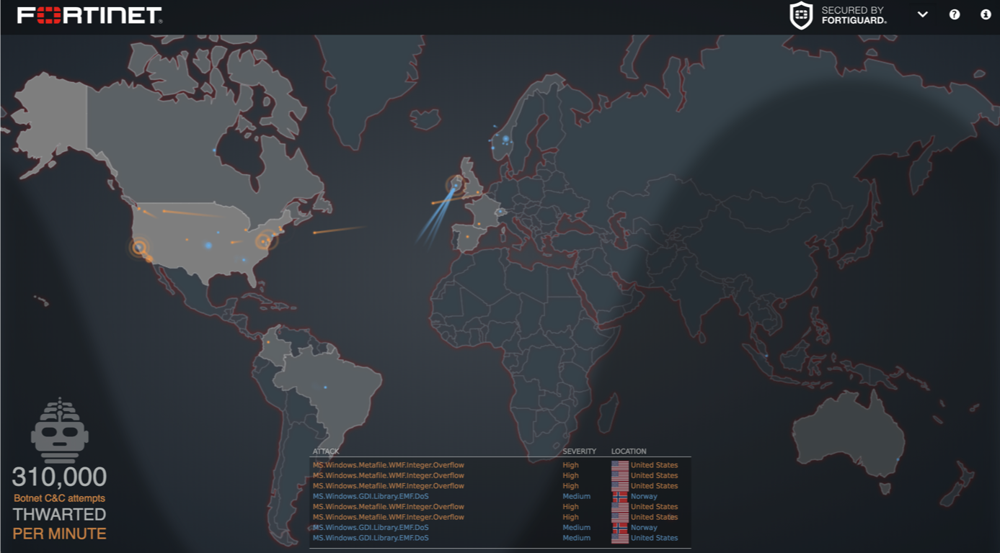 FORTINET®
SECURED BY
FORTIGUARD®
?
i
310,000
Botnet C&C attempts
THWARTED
PER MINUTE
ATTACK SEVERITY LOCATION
MS.Windows.Metafile.WMF.Integer.Overflow High United States
MS.Windows.Metafile.WMF.Integer.Overflow High United States
MS.Windows.Metafile.WMF.Integer.Overflow High United States
MS.Windows.GDI.Library.EMF.DoS Medium Norway
MS.Windows.Metafile.WMF.Integer.Overflow High United States
MS.Windows.Metafile.WMF.Integer.Overflow High United States
MS.Windows.GDI.Library.EMF.DoS Medium Norway
MS.Windows.GDI.Library.EMF.DoS Medium United States